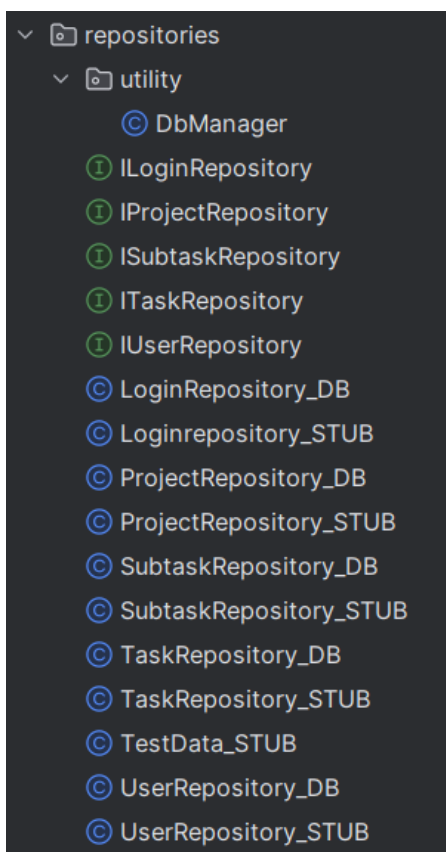 repositories
utility
DbManager
ILoginRepository
IProjectRepository
ISubtaskRepository
ITaskRepository
IUserRepository
LoginRepository_DB
Loginrepository_STUB
ProjectRepository_DB
ProjectRepository_STUB
SubtaskRepository_DB
SubtaskRepository_STUB
TaskRepository_DB
TaskRepository_STUB
TestData_STUB
UserRepository_DB
UserRepository_STUB